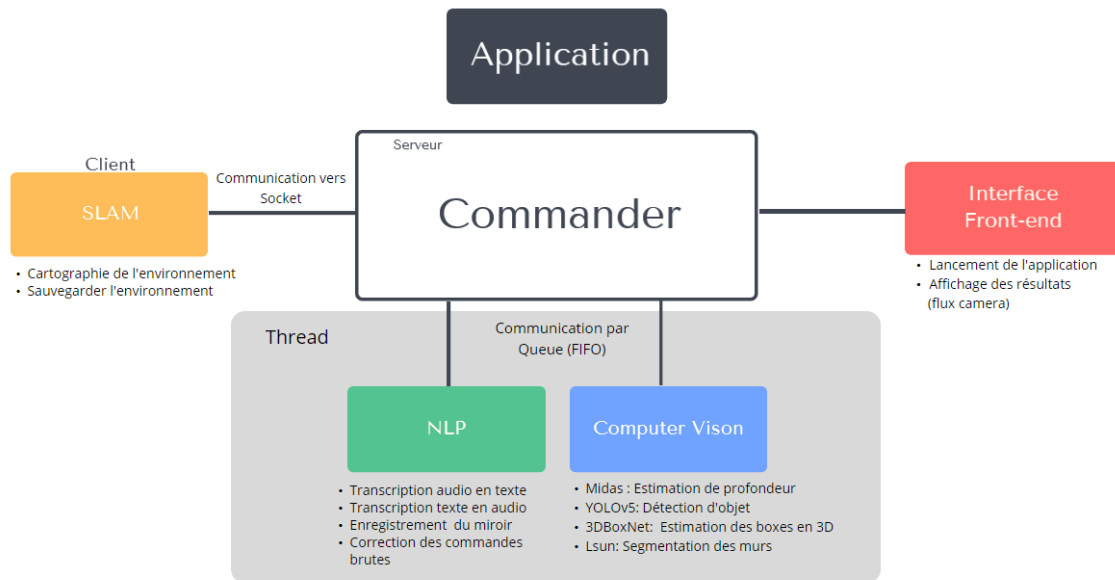 Application
Serveur
Commander
Client
SLAM
Communication vers
Socket
• Cartographie de l'environnement
• Sauvegarder l'environnement
Interface
Front-end
• Lancement de l'application
• Affichage des résultats
(flux camera)
Thread
Communication par
Queue (FIFO)
NLP
• Transcription audio en texte
• Transcription texte en audio
• Enregistrement du miroir
• Correction des commandes
brutes
Computer Vison
• Midas : Estimation de profondeur
• YOLOv5: Détection d'objet
• 3DBoxNet: Estimation des boxes en 3D
• Lsun: Segmentation des murs